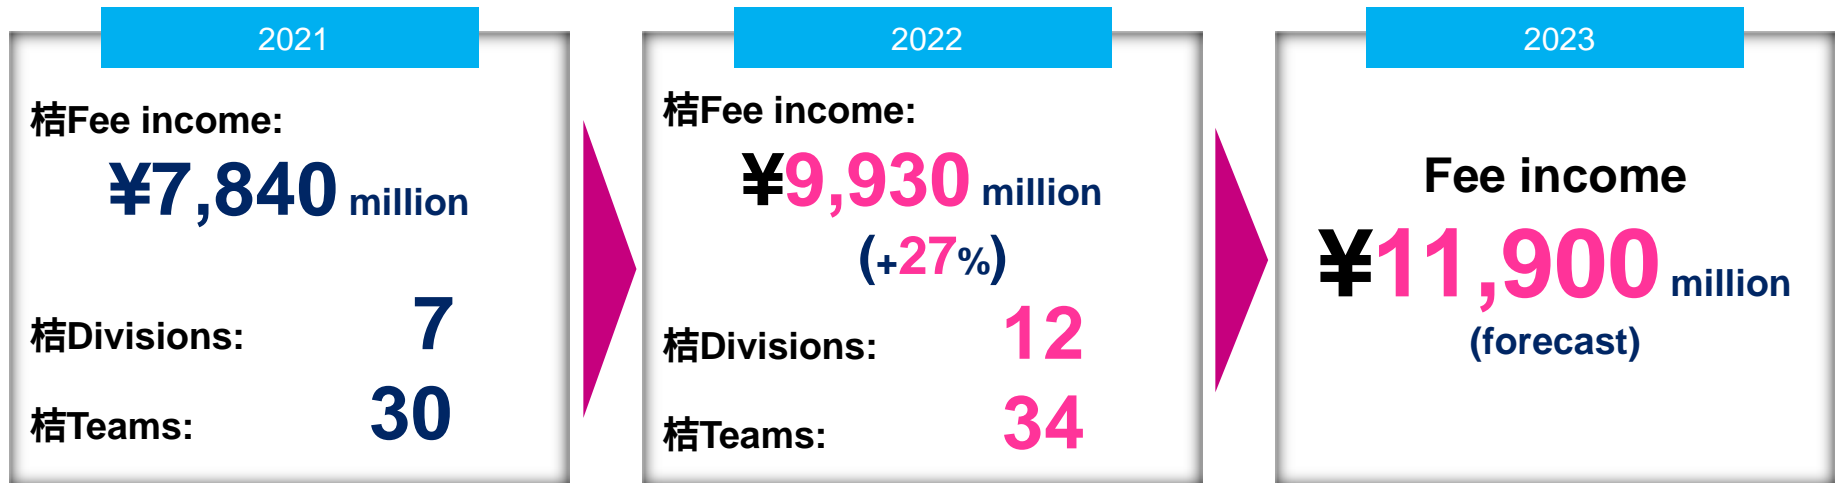 2021
桔Fee income:
¥7,840 million
桔Divisions: 7
桔Teams: 30
2022
桔Fee income:
¥9,930 million
(+27%)
桔Divisions: 12
桔Teams: 34
2023
Fee income
¥11,900 million
(forecast)